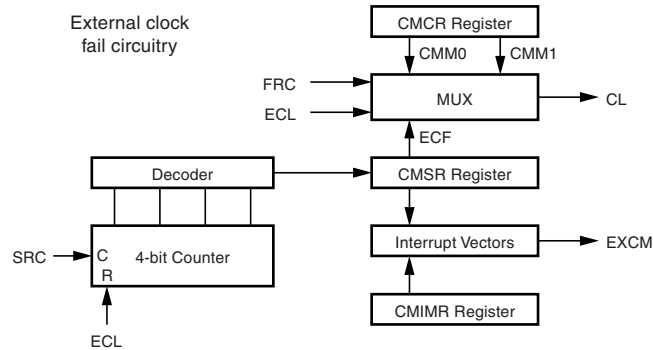 External clock
fail circuitry
CMCR Register
CMM0
CMM1
FRC
MUX
CL
ECL
ECF
Decoder
CMSR Register
SRC
C
4-bit Counter
R
Interrupt Vectors
EXCM
CMIMR Register
ECL